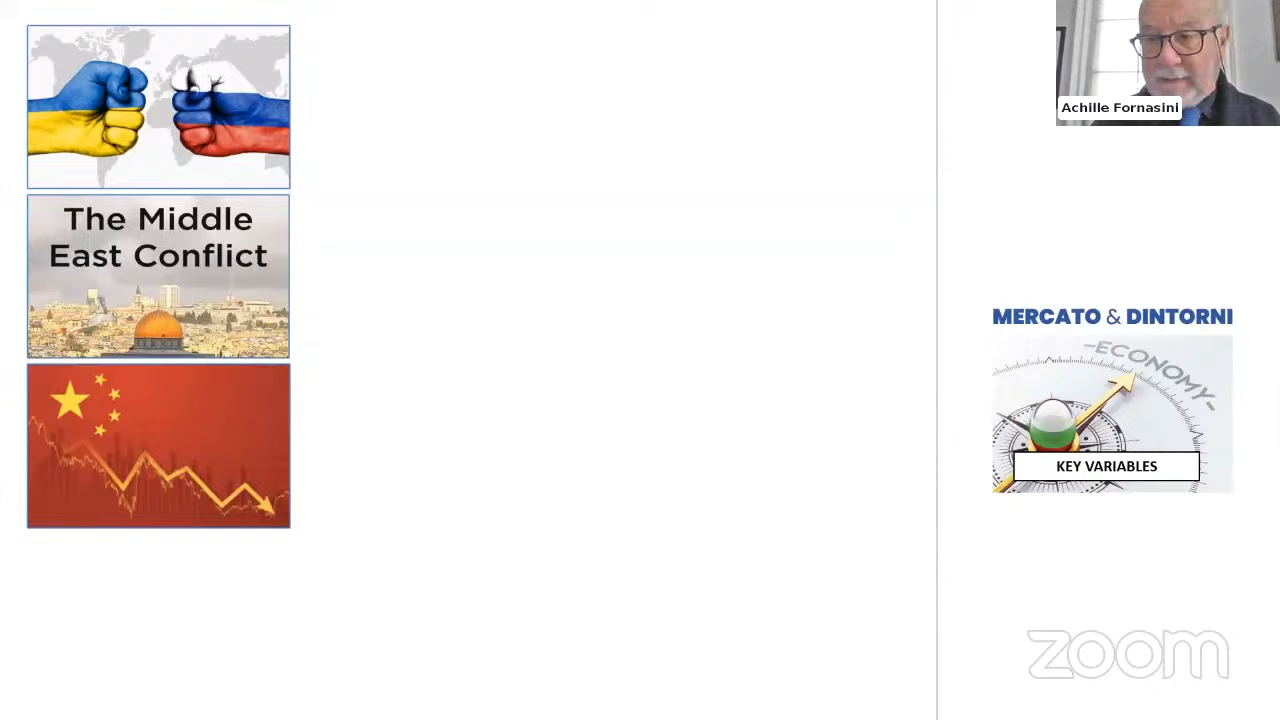 The Middle
East Conflict
Achille Fornasini
MERCATO & DINTORNI
-ECONOMY-
KEY VARIABLES
zoom